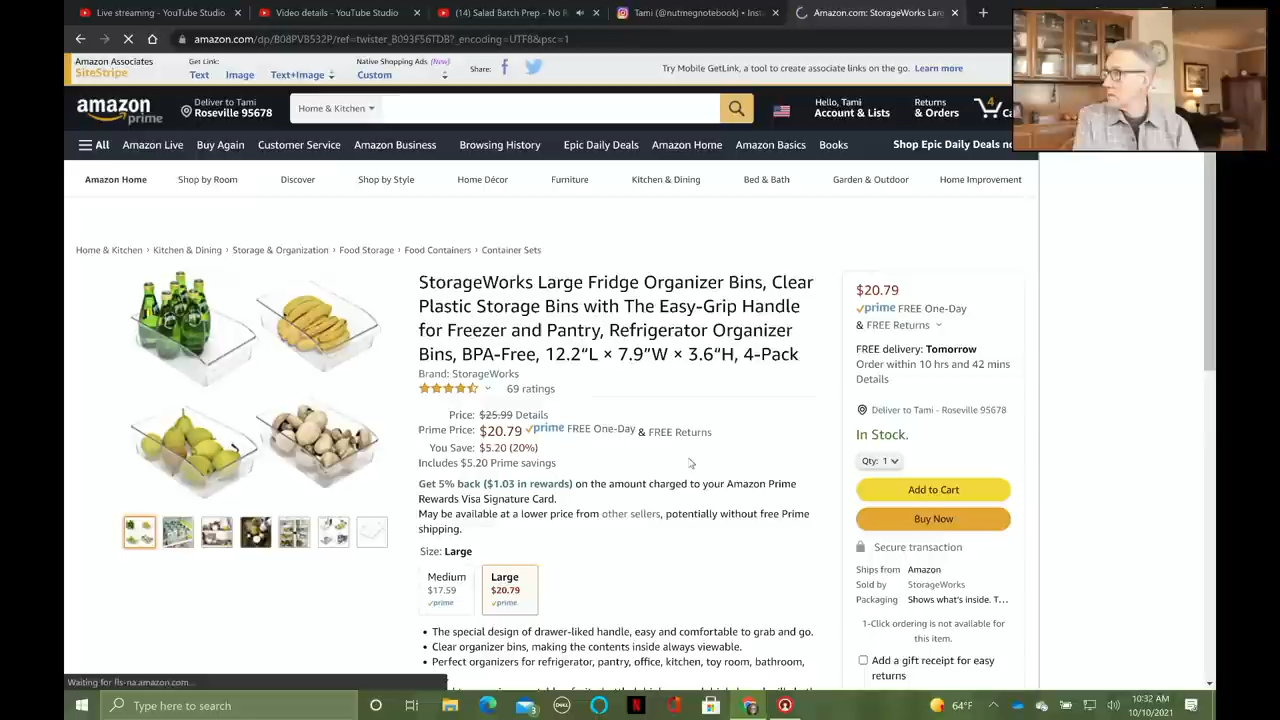 Live streaming - YouTube Studio
Video details - YouTube Studio
(14) Salad Batch Prep - No R
Tami (@nutmegnotebook) • Inst
Amazon.com: StorageWorks Lar
amazon.com/dp/B08PVB532P/ref=twister_B093F56TDB?_encoding=UTF8&psc=1
Amazon Associates
SiteStripe
Get Link:
Text
Image
Text+Image
Native Shopping Ads (New)
Custom
Share:
Try Mobile GetLink, a tool to create associate links on the go. Learn more
amazon
prime
Deliver to Tami
Roseville 95678
Home & Kitchen
Hello, Tami
Account & Lists
Returns
& Orders
4
Ca
All
Amazon Live
Buy Again
Customer Service
Amazon Business
Browsing History
Epic Daily Deals
Amazon Home
Amazon Basics
Books
Shop Epic Daily Deals no
Amazon Home
Shop by Room
Discover
Shop by Style
Home Décor
Furniture
Kitchen & Dining
Bed & Bath
Garden & Outdoor
Home Improvement
Home & Kitchen › Kitchen & Dining › Storage & Organization › Food Storage › Food Containers › Container Sets
StorageWorks Large Fridge Organizer Bins, Clear
Plastic Storage Bins with The Easy-Grip Handle
for Freezer and Pantry, Refrigerator Organizer
Bins, BPA-Free, 12.2“L × 7.9”W × 3.6“H, 4-Pack
Brand: StorageWorks
69 ratings
Price: $25.99 Details
Prime Price: $20.79 prime FREE One-Day & FREE Returns
You Save: $5.20 (20%)
Includes $5.20 Prime savings
Get 5% back ($1.03 in rewards) on the amount charged to your Amazon Prime
Rewards Visa Signature Card.
May be available at a lower price from other sellers, potentially without free Prime
shipping.
Size: Large
Medium
$17.59
prime
Large
$20.79
prime
• The special design of drawer-liked handle, easy and comfortable to grab and go.
• Clear organizer bins, making the contents inside always viewable.
• Perfect organizers for refrigerator, pantry, office, kitchen, toy room, bathroom,
$20.79
prime FREE One-Day
& FREE Returns
FREE delivery: Tomorrow
Order within 10 hrs and 42 mins
Details
Deliver to Tami - Roseville 95678
In Stock.
Qty: 1
Add to Cart
Buy Now
Secure transaction
Ships from Amazon
Sold by StorageWorks
Packaging Shows what's inside. T…
1-Click ordering is not available for
this item.
Add a gift receipt for easy
returns
Waiting for fls-na.amazon.com...
Type here to search
DELL
N
64°F
10:32 AM
10/10/2021